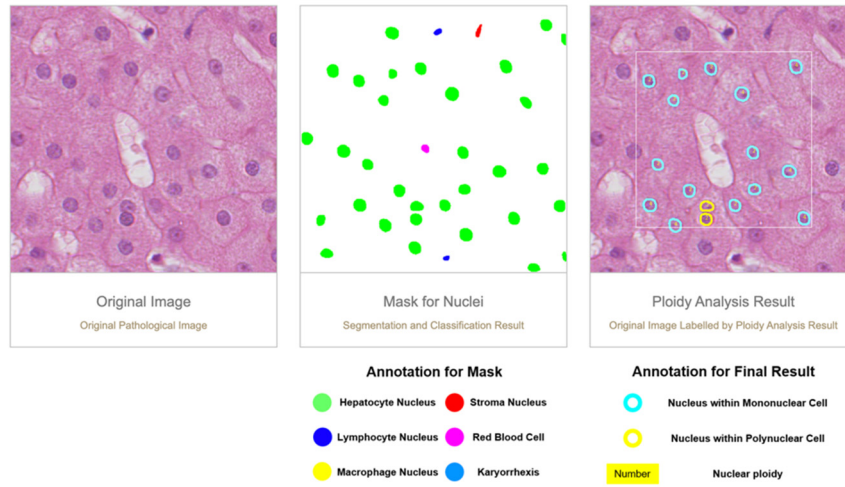 Original Image
Original Pathological Image
Mask for Nuclei
Segmentation and Classification Result
Ploidy Analysis Result
Original Image Labelled by Ploidy Analysis Result
Annotation for Mask
Hepatocyte Nucleus
Stroma Nucleus
Lymphocyte Nucleus
Red Blood Cell
Macrophage Nucleus
Karyorrhexis
Annotation for Final Result
Nucleus within Mononuclear Cell
Nucleus within Polynuclear Cell
Number
Nuclear ploidy